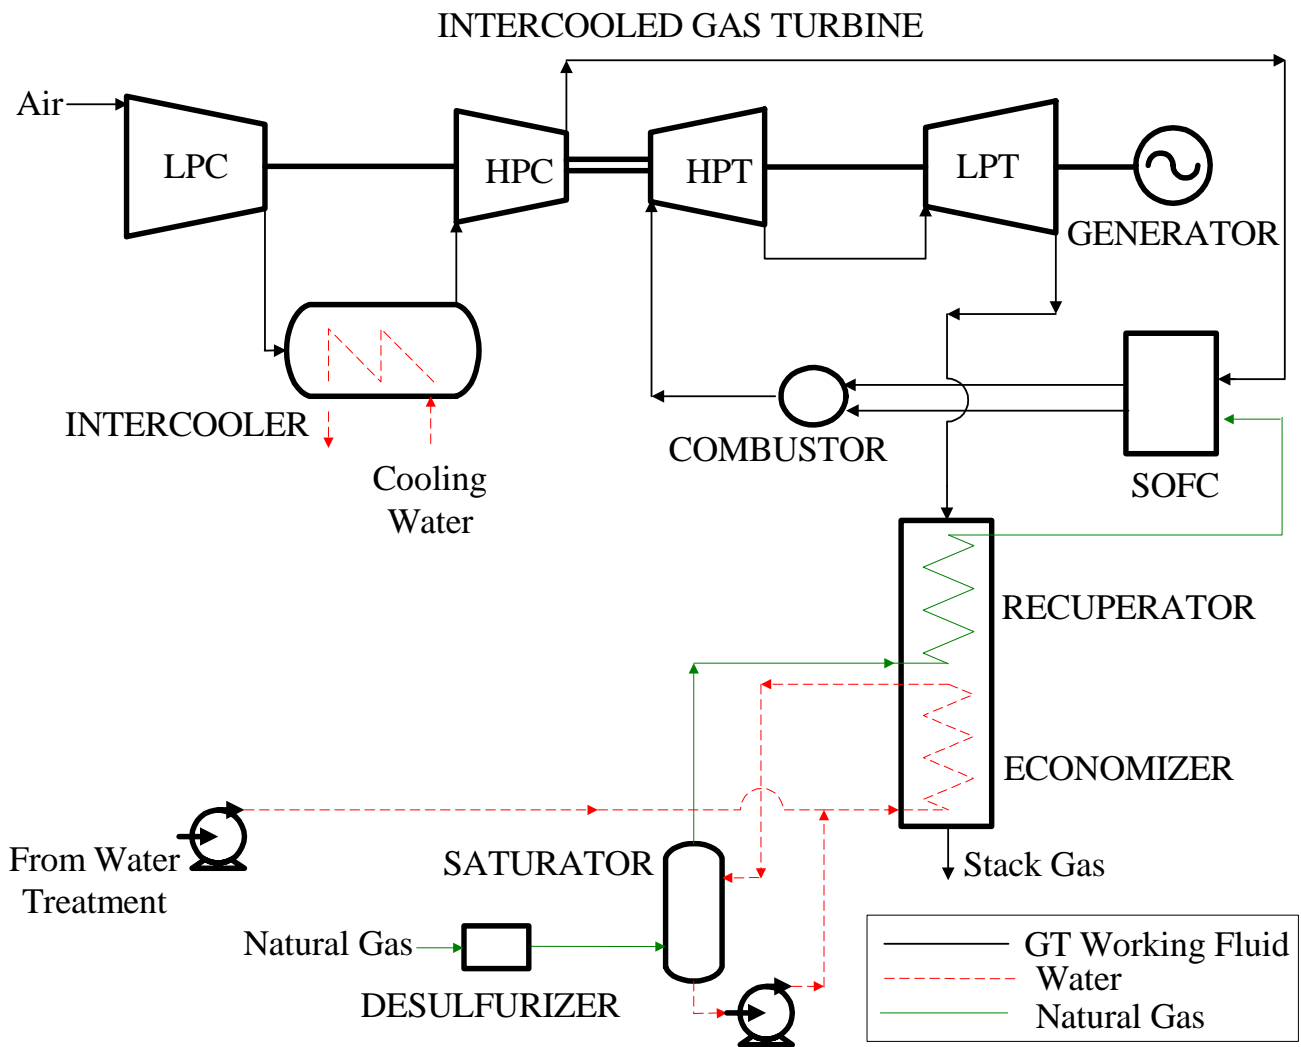 INTERCOOLED GAS TURBINE
Air
LPC
HPC
HPT
LPT
GENERATOR
INTERCOOLER
COMBUSTOR
SOFC
Cooling
Water
RECUPERATOR
ECONOMIZER
From Water
Treatment
SATURATOR
Stack Gas
Natural Gas
DESULFURIZER
GT Working Fluid
Water
Natural Gas